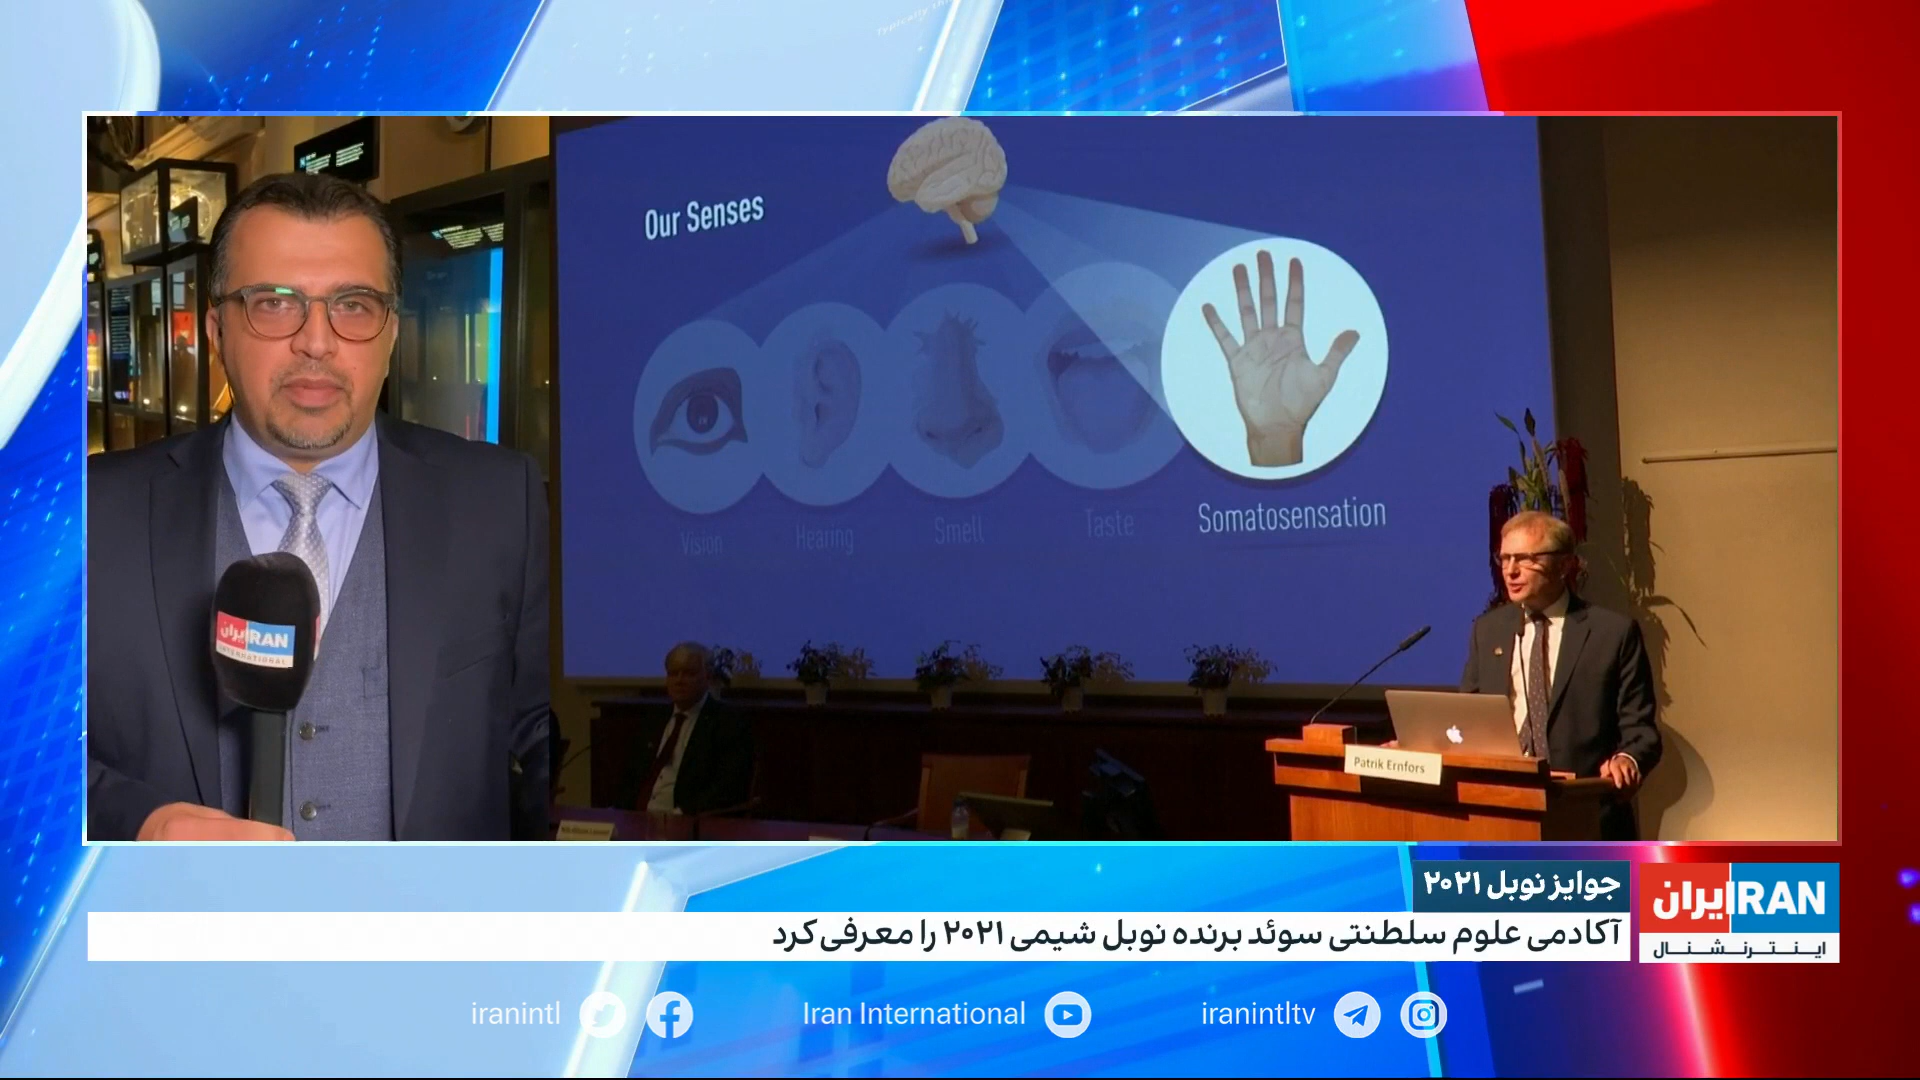 Our Senses
Vision
Hearing
Smell
Taste
Somatosensation
Patrik Ernfors
ایران IRAN
INTERNATIONAL
جوایز نوبل ۲۰۲۱
آکادمی علوم سلطنتی سوئد برنده نوبل شیمی ۲۰۲۱ را معرفی کرد
ایران IRAN
اینترنشنال
iranintl
Iran International
iranintltv